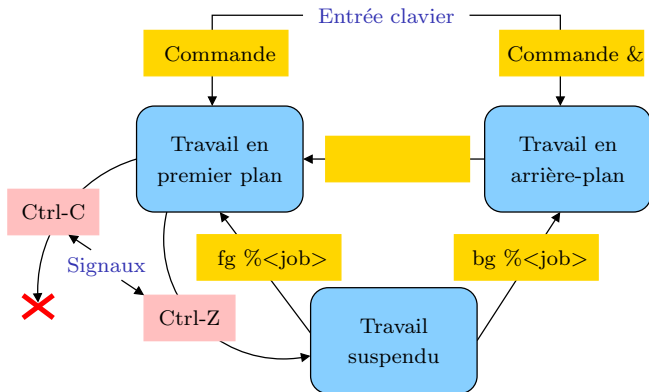 Entrée clavier
Commande
Commande &
Travail en
premier plan
Travail en
arrière-plan
Ctrl-C
Signaux
fg %<job>
bg %<job>
Ctrl-Z
Travail
suspendu